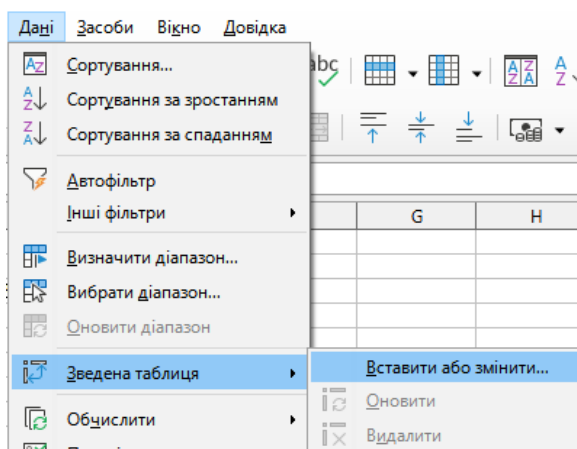 Дані Засоби Вікно Довідка
Сортування...
Сортування за зростанням
Сортування за спаданням
Автофільтр
Інші фільтри
G H
Визначити діапазон...
Вибрати діапазон...
Оновити діапазон
Зведена таблиця
Вставити або змінити...
Оновити
Обчислити
Видалити